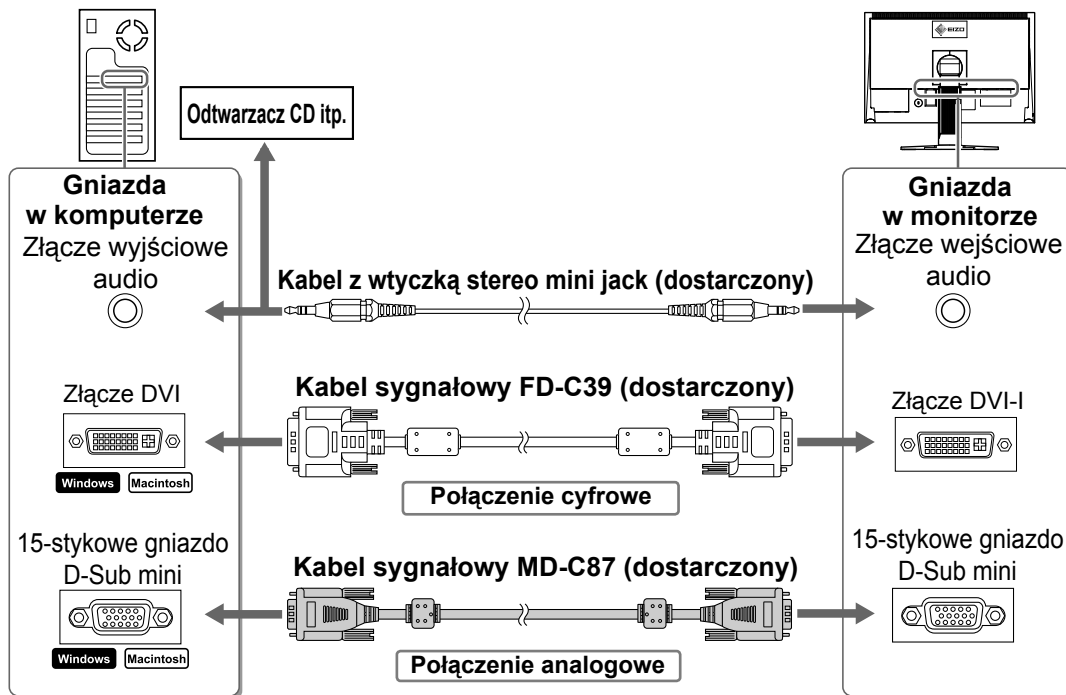 EIZO
Odtwarzacz CD itp.
Gniazda
w komputerze
Złącze wyjściowe
audio
Gniazda
w monitorze
Złącze wejściowe
audio
Kabel z wtyczką stereo mini jack (dostarczony)
Kabel sygnałowy FD-C39 (dostarczony)
Złącze DVI
Złącze DVI-I
Windows Macintosh
Połączenie cyfrowe
15-stykowe gniazdo
D-Sub mini
15-stykowe gniazdo
D-Sub mini
Kabel sygnałowy MD-C87 (dostarczony)
Windows Macintosh
Połączenie analogowe